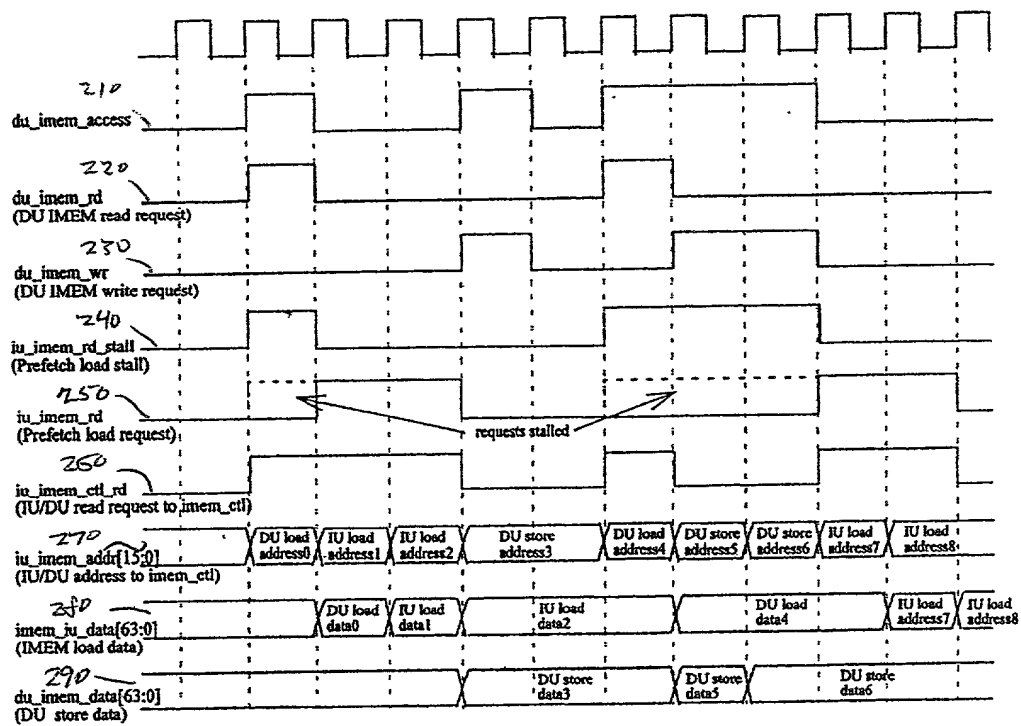 210
du_imem_access
220
du_imem_rd
(DU IMEM read request)
230
du_imem_wr
(DU IMEM write request)
240
iu_imem_rd_stall
(Prefetch load stall)
250
iu_imem_rd
(Prefetch load request)
requests stalled
260
iu_imem_ctl_rd
(IU/DU read request to imem_ctl)
270
iu_imem_addr[15:0]
(IU/DU address to imem_ctl)
DU load
address0
IU load
address1
IU load
address2
DU store
address3
DU load
address4
DU store
address5
DU store
address6
IU load
address7
IU load
address8
280
imem_iu_data[63:0]
(IMEM load data)
DU load
data0
IU load
data1
IU load
data2
DU load
data4
IU load
address7
IU load
address8
290
du_imem_data[63:0]
(DU store data)
DU store
data3
DU store
data5
DU store
data6